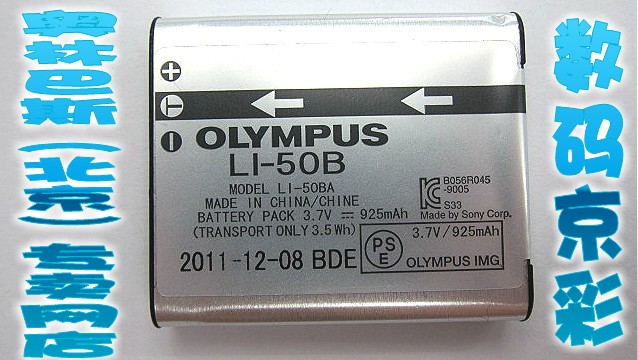 奥林巴斯(北京)专卖网店
OLYMPUS
LI-50B
MODEL LI-50BA
MADE IN CHINA/CHINE
BATTERY PACK 3.7V ⎓ 925mAh
(TRANSPORT ONLY 3.5Wh)
2011-12-08 BDE
B056R045
-9005
S33
Made by Sony Corp.
PS
E
3.7V/925mAh
OLYMPUS IMG
数码京彩